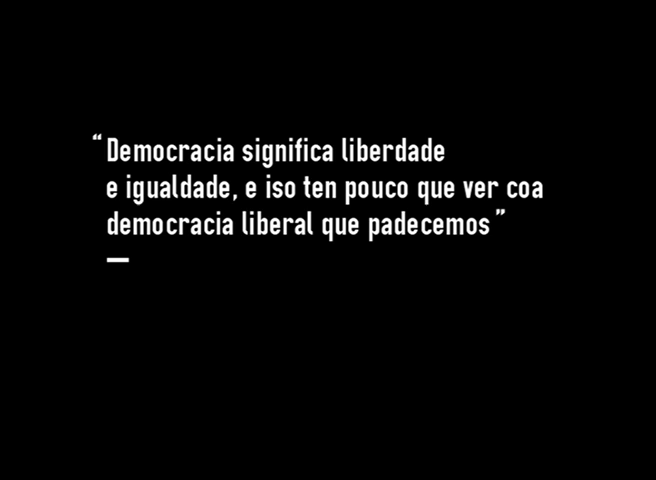 “Democracia significa liberdade
e igualdade, e iso ten pouco que ver coa
democracia liberal que padecemos”
—